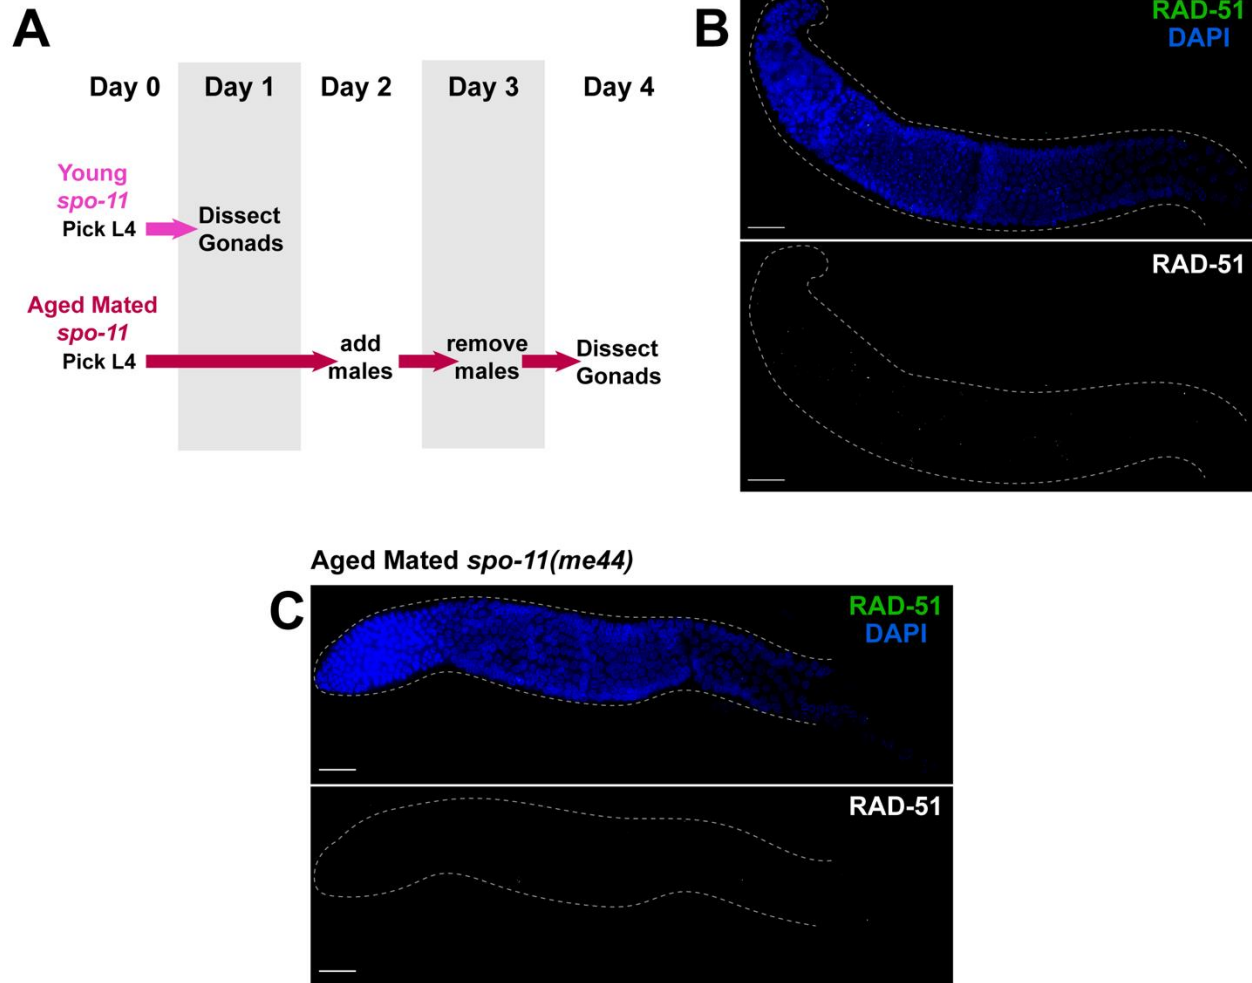 A
Day 0 Day 1 Day 2 Day 3 Day 4
Young
spo-11
Pick L4
Dissect
Gonads
Aged Mated
spo-11
Pick L4
add
males
remove
males
Dissect
Gonads
B
RAD-51
DAPI
RAD-51
Aged Mated spo-11(me44)
C
RAD-51
DAPI
RAD-51